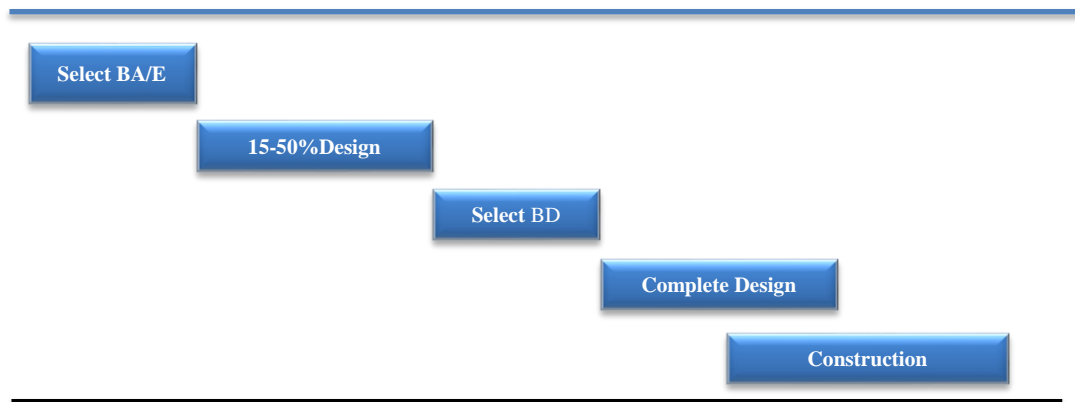 Select BA/E
15-50%Design
Select BD
Complete Design
Construction